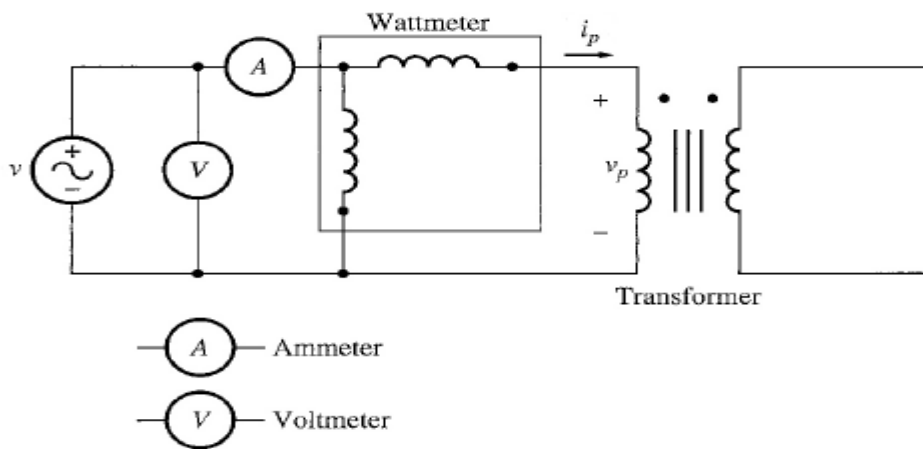 Wattmeter
i_p
A
+
v
+
−
V
v_p
−
Transformer
A Ammeter
V Voltmeter